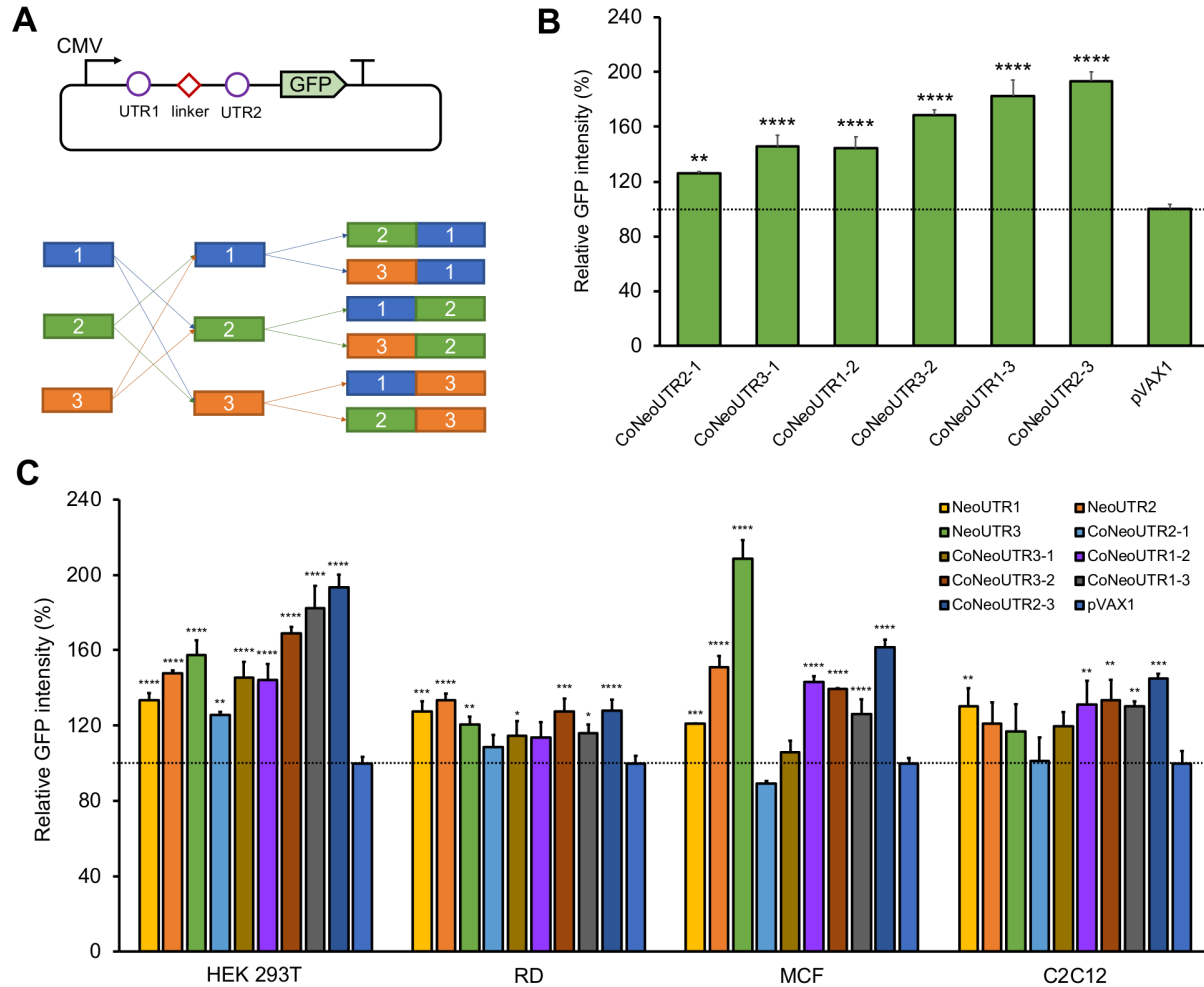 A
CMV
GFP
UTR1 linker UTR2
1 1 2 1
3 1
2 2 1 2
3 2
3 3 1 3
2 3
B
Relative GFP intensity (%)
240
200
160
120
80
40
0
** **** **** **** **** ****
CoNeoUTR2-1
CoNeoUTR3-1
CoNeoUTR1-2
CoNeoUTR3-2
CoNeoUTR1-3
CoNeoUTR2-3
pVAX1
C
Relative GFP intensity (%)
240
200
160
120
80
40
0
**** **** **** ** **** **** **** **** ****
*** **** ** * *** * ****
*** **** **** **** **** **** ****
** ** ** ** ***
NeoUTR1 NeoUTR2
NeoUTR3 CoNeoUTR2-1
CoNeoUTR3-1 CoNeoUTR1-2
CoNeoUTR3-2 CoNeoUTR1-3
CoNeoUTR2-3 pVAX1
HEK 293T RD MCF C2C12